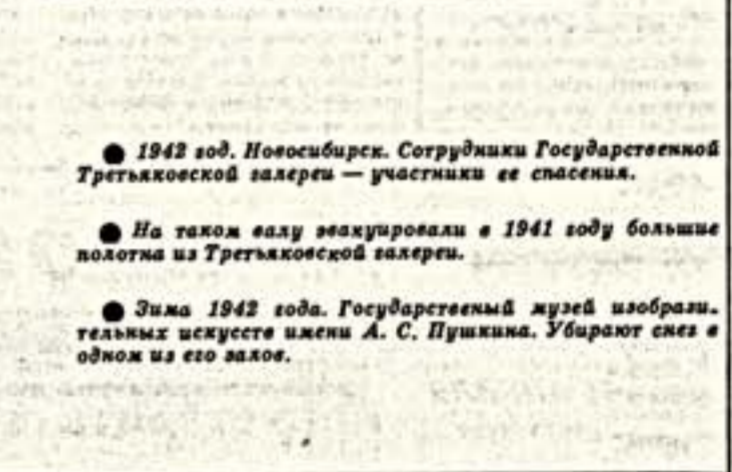 ● 1942 год. Новосибирск. Сотрудники Государственной
Третьяковской галереи — участники ее спасения.
● На таком валу эвакуировали в 1941 году большие
полотна из Третьяковской галереи.
● Зима 1942 года. Государственый музей изобрази-
тельных искусств имени А. С. Пушкина. Убирают снег в
одном из его залов.